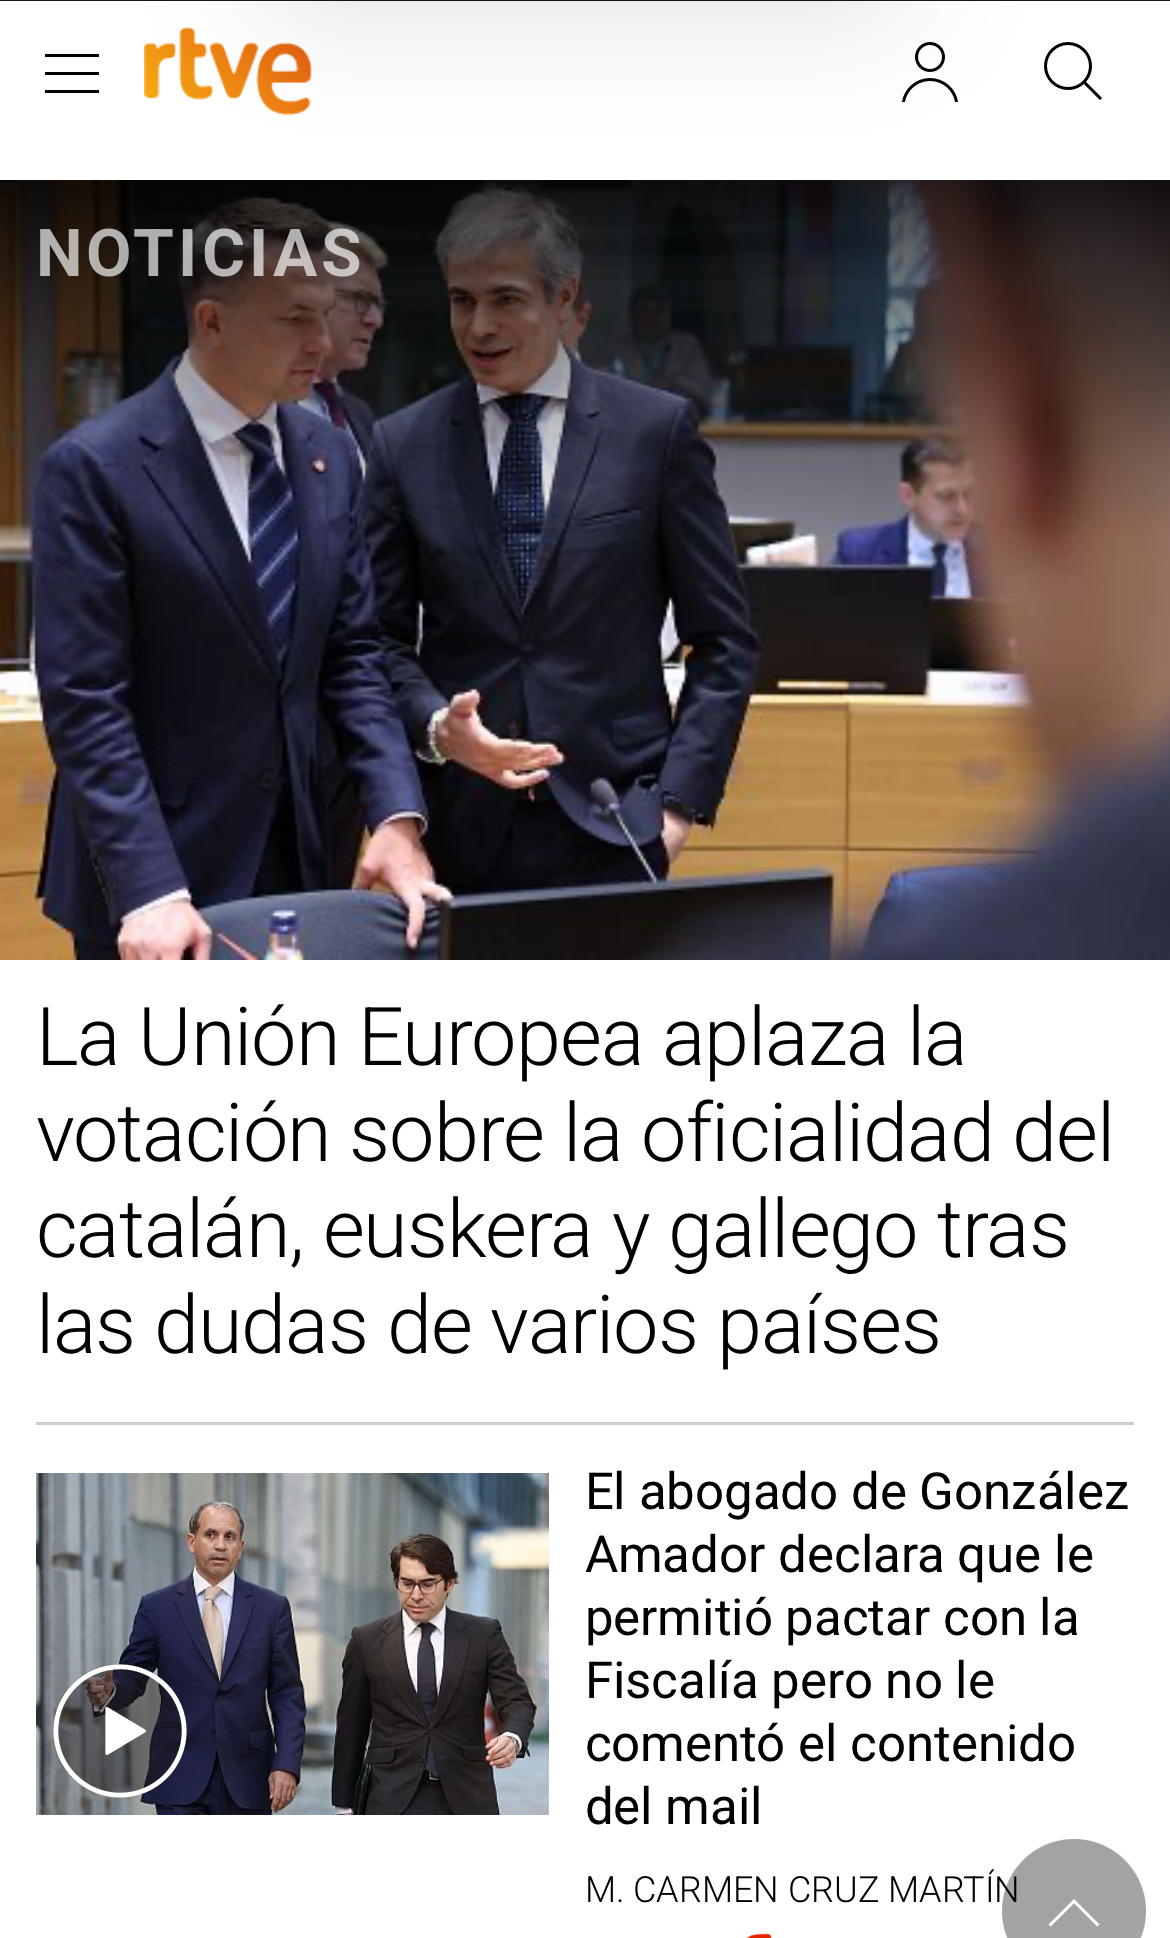 rtve
NOTICIAS
La Unión Europea aplaza la
votación sobre la oficialidad del
catalán, euskera y gallego tras
las dudas de varios países
El abogado de González
Amador declara que le
permitió pactar con la
Fiscalía pero no le
comentó el contenido
del mail
M. CARMEN CRUZ MARTÍN